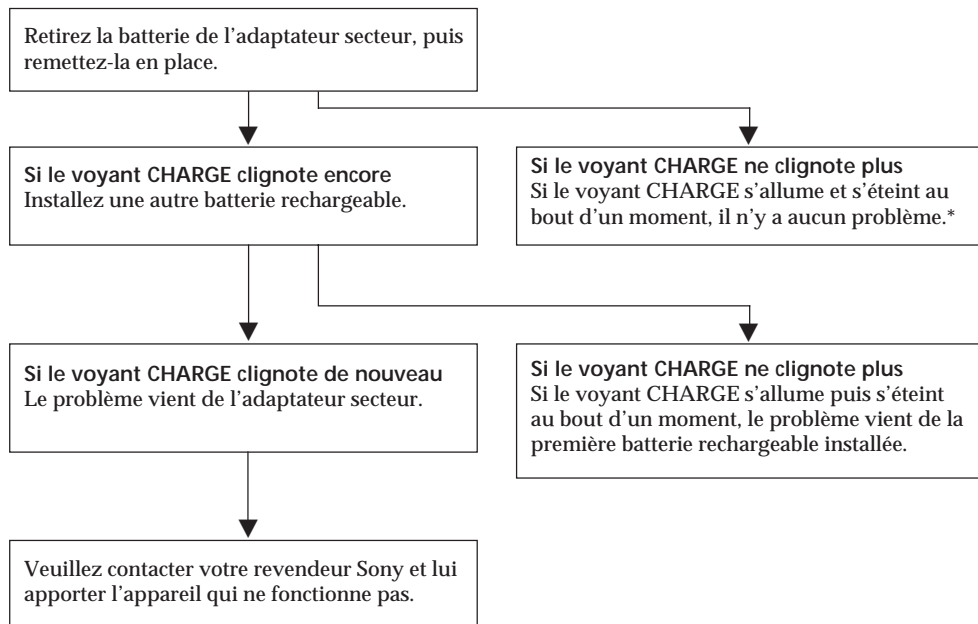 Retirez la batterie de l'adaptateur secteur, puis
remettez-la en place.
Si le voyant CHARGE clignote encore
Installez une autre batterie rechargeable.
Si le voyant CHARGE ne clignote plus
Si le voyant CHARGE s'allume et s'éteint au
bout d'un moment, il n'y a aucun problème.*
Si le voyant CHARGE clignote de nouveau
Le problème vient de l'adaptateur secteur.
Si le voyant CHARGE ne clignote plus
Si le voyant CHARGE s'allume puis s'éteint
au bout d'un moment, le problème vient de la
première batterie rechargeable installée.
Veuillez contacter votre revendeur Sony et lui
apporter l'appareil qui ne fonctionne pas.